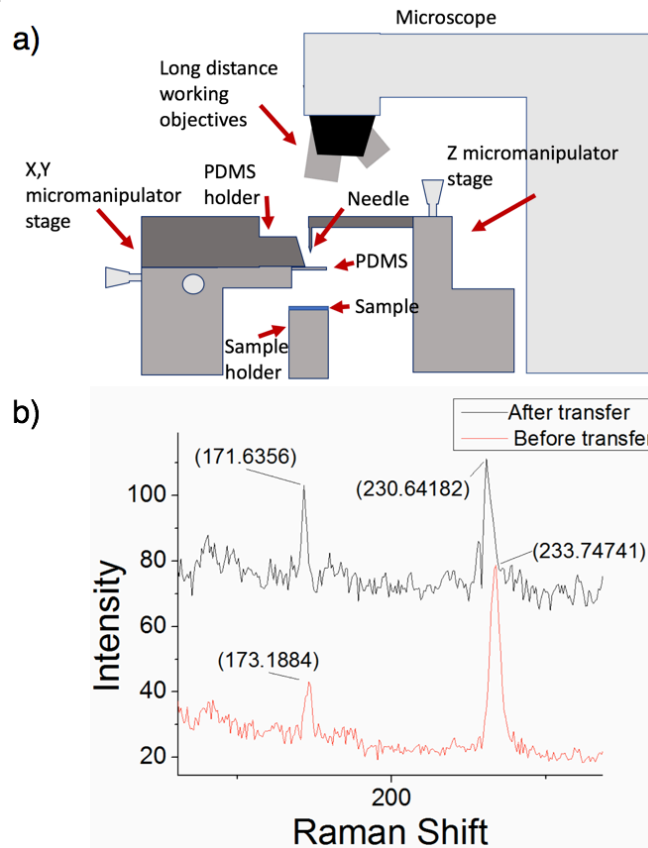 a)
Microscope
Long distance
working
objectives
X,Y
micromanipulator
stage
PDMS
holder
Needle
Z micromanipulator
stage
PDMS
Sample
Sample
holder
b)
After transfer
Before transfer
(171.6356)
(230.64182)
(233.74741)
(173.1884)
100
80
60
40
20
Intensity
200
Raman Shift